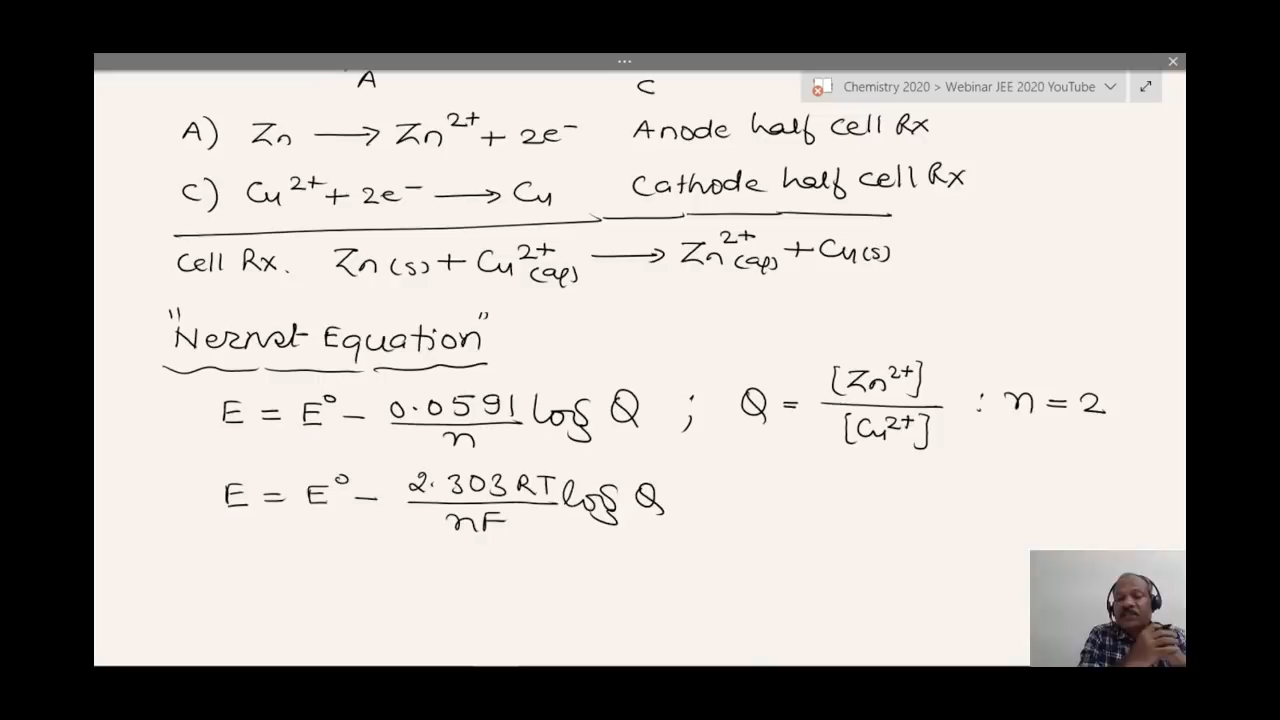 ...
A C
Chemistry 2020 > Webinar JEE 2020 YouTube
A) Zn ⟶ Zn²⁺ + 2e⁻ Anode half cell Rx
C) Cu²⁺ + 2e⁻ ⟶ Cu Cathode half cell Rx
Cell Rx. Zn(s) + Cu²⁺(aq) ⟶ Zn²⁺(aq) + Cu(s)
"Nernst Equation"
E = E⁰ − 0.0591/n log Q ; Q = [Zn²⁺]/[Cu²⁺] : n = 2
E = E⁰ − 2.303RT/nF log Q